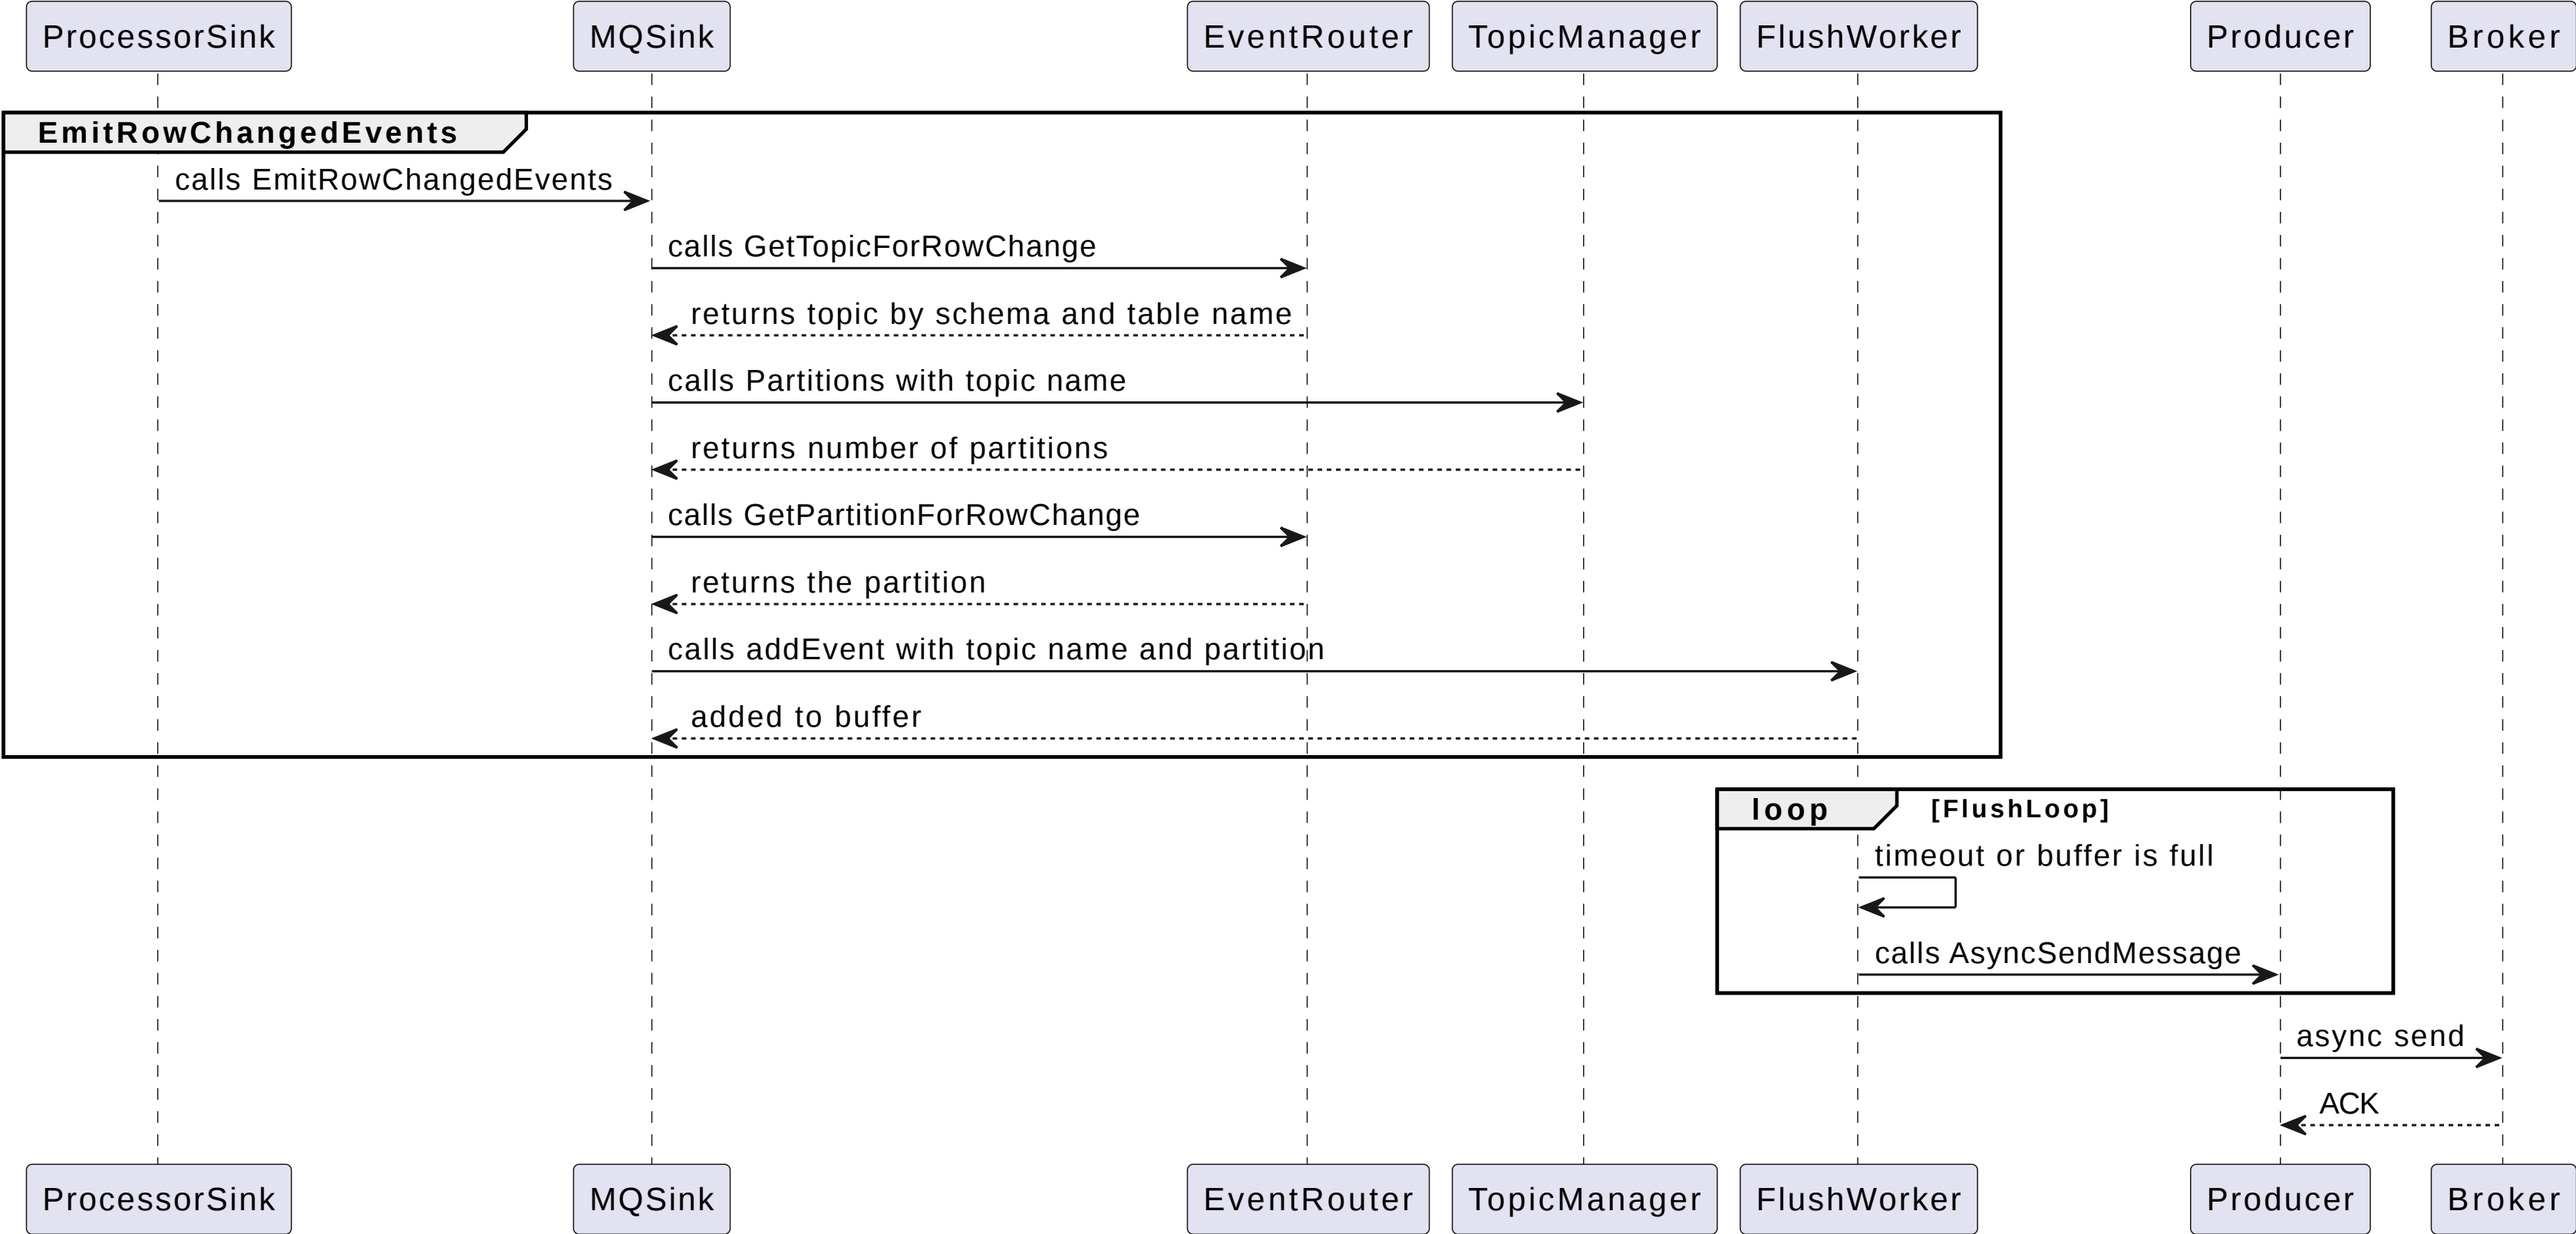 ProcessorSink
MQSink
EventRouter
TopicManager
FlushWorker
Producer
Broker
EmitRowChangedEvents
calls EmitRowChangedEvents
calls GetTopicForRowChange
returns topic by schema and table name
calls Partitions with topic name
returns number of partitions
calls GetPartitionForRowChange
returns the partition
calls addEvent with topic name and partition
added to buffer
loop
[FlushLoop]
timeout or buffer is full
calls AsyncSendMessage
async send
ACK
ProcessorSink
MQSink
EventRouter
TopicManager
FlushWorker
Producer
Broker